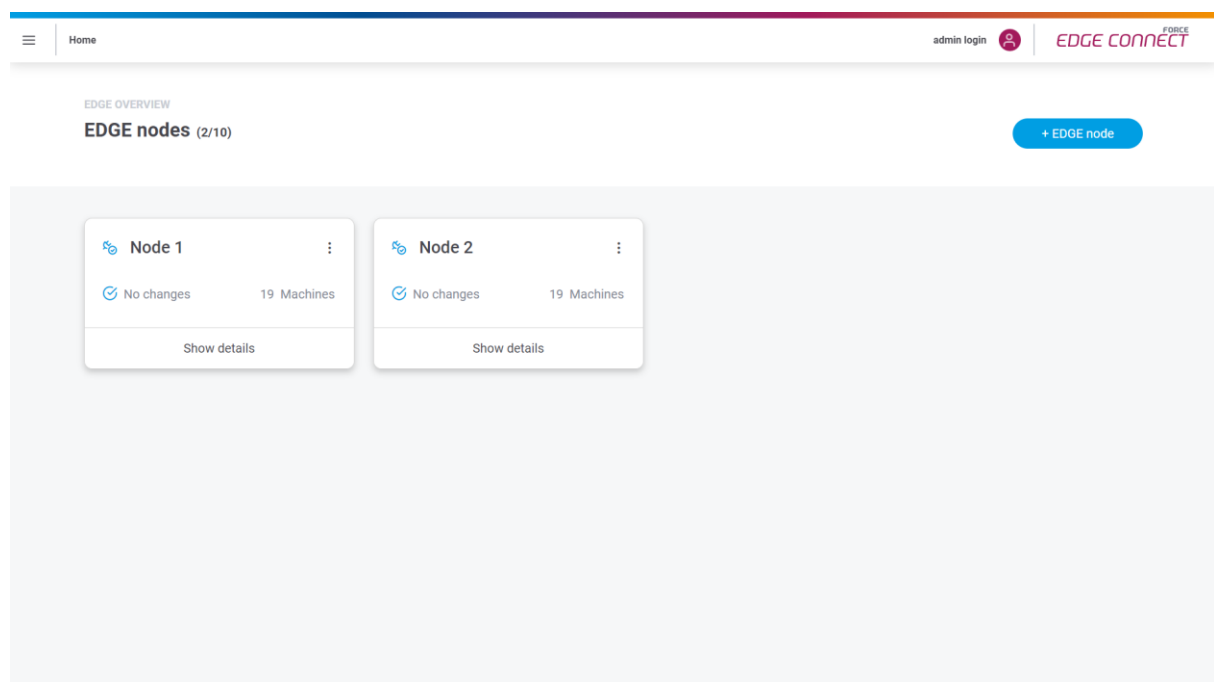 Home
admin login
FORCE
EDGE CONNECT
EDGE OVERVIEW
EDGE nodes (2/10)
+ EDGE node
Node 1
No changes 19 Machines
Show details
Node 2
No changes 19 Machines
Show details